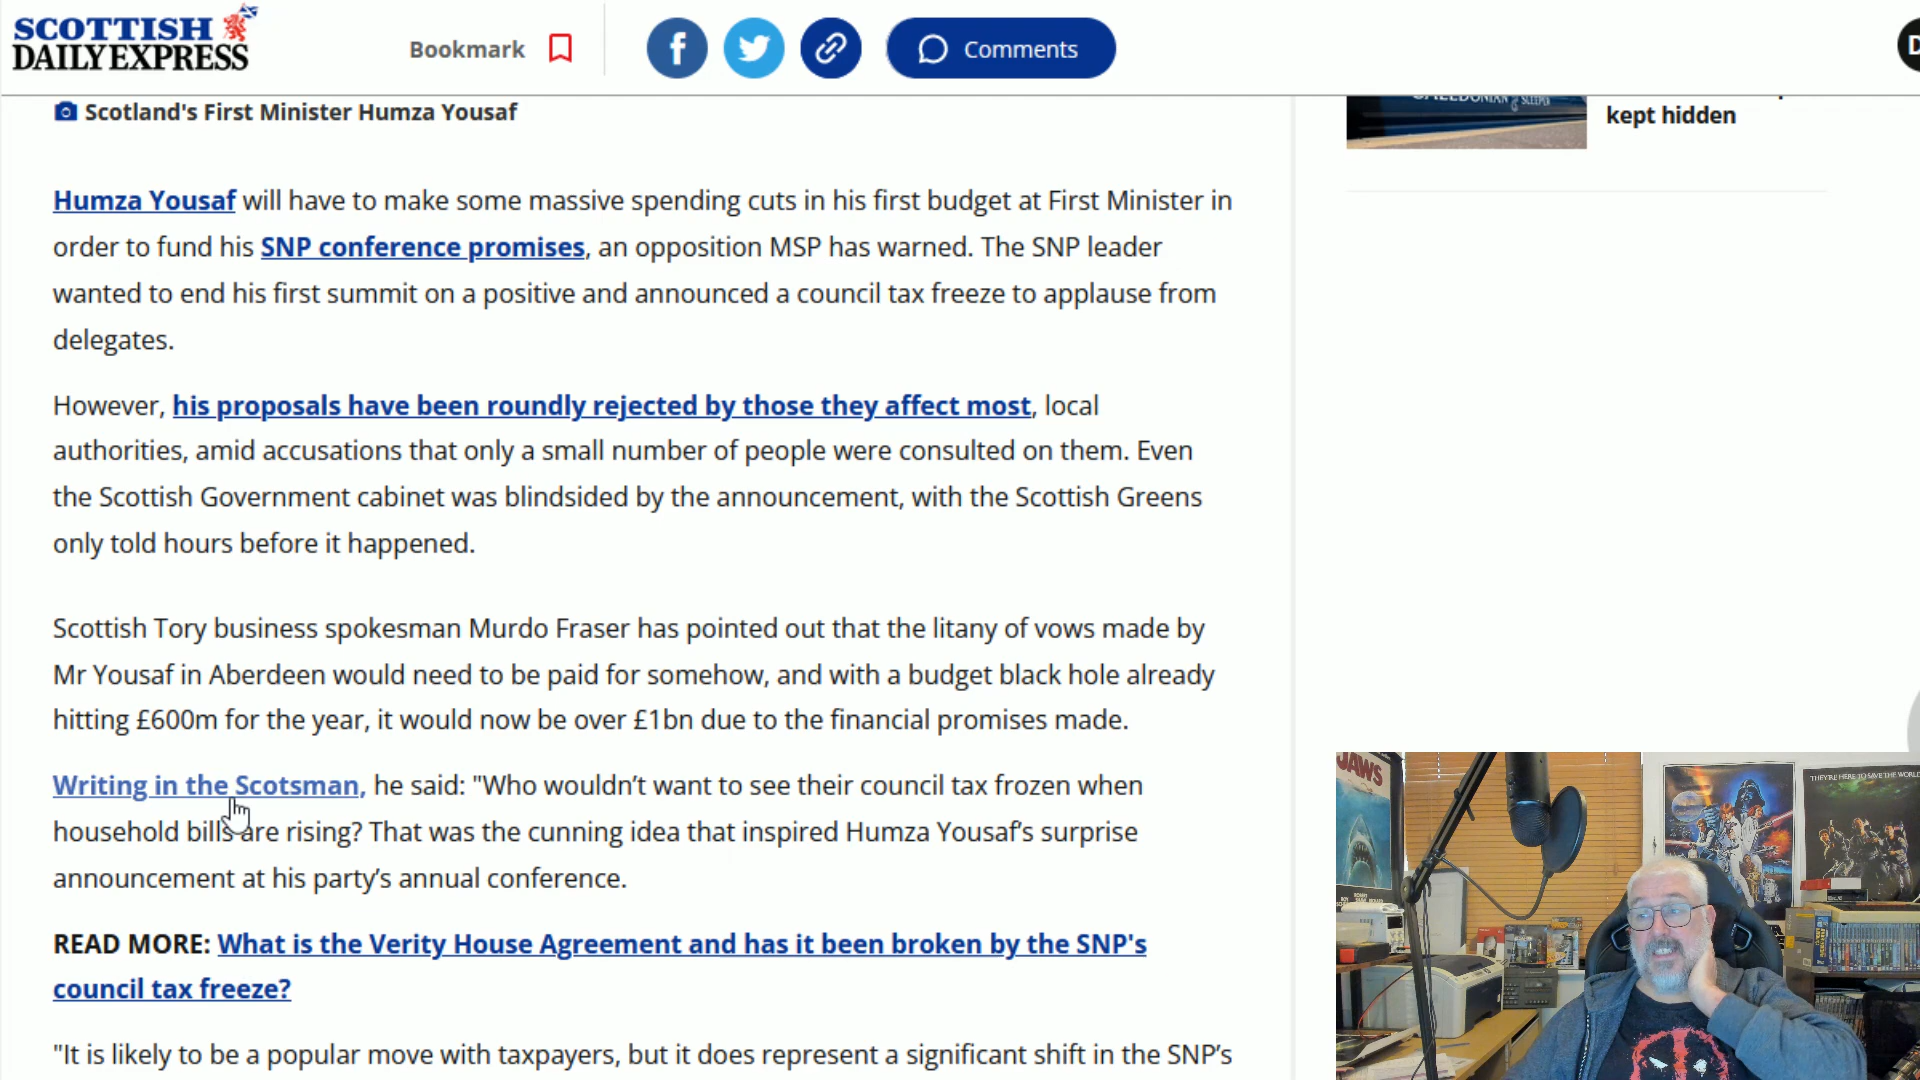 SCOTTISH
DAILY EXPRESS
Bookmark
Comments
D
Scotland's First Minister Humza Yousaf
kept hidden
Humza Yousaf will have to make some massive spending cuts in his first budget at First Minister in
order to fund his SNP conference promises, an opposition MSP has warned. The SNP leader
wanted to end his first summit on a positive and announced a council tax freeze to applause from
delegates.
However, his proposals have been roundly rejected by those they affect most, local
authorities, amid accusations that only a small number of people were consulted on them. Even
the Scottish Government cabinet was blindsided by the announcement, with the Scottish Greens
only told hours before it happened.
Scottish Tory business spokesman Murdo Fraser has pointed out that the litany of vows made by
Mr Yousaf in Aberdeen would need to be paid for somehow, and with a budget black hole already
hitting £600m for the year, it would now be over £1bn due to the financial promises made.
Writing in the Scotsman, he said: "Who wouldn’t want to see their council tax frozen when
household bills are rising? That was the cunning idea that inspired Humza Yousaf’s surprise
announcement at his party’s annual conference.
READ MORE: What is the Verity House Agreement and has it been broken by the SNP's
council tax freeze?
"It is likely to be a popular move with taxpayers, but it does represent a significant shift in the SNP’s
JAWS
THEY'RE HERE TO SAVE THE WORLD